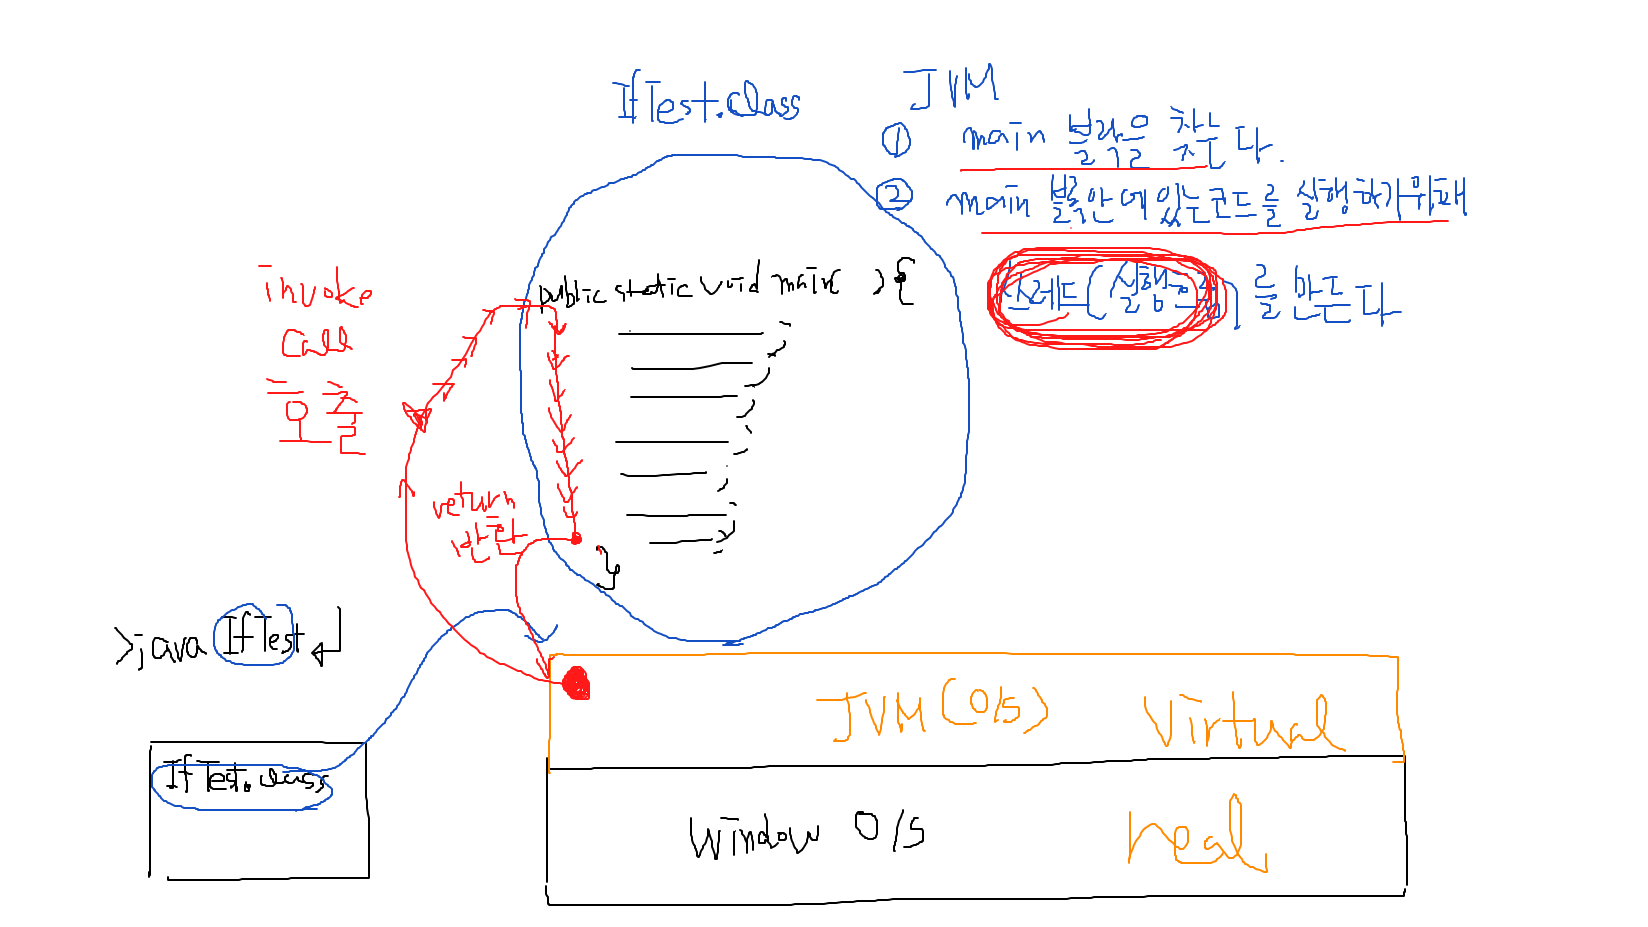 IfTest.class
JVM
① main 블락을 찾는다.
② main 블록안에있는코드를 실행하기위해
스레드(실행흐름)를 만든다
public static void main( ) {
}
invoke
call
호출
return
반환
>java IfTest
IfTest.class
JVM(O/S) Virtual
Window O/S real